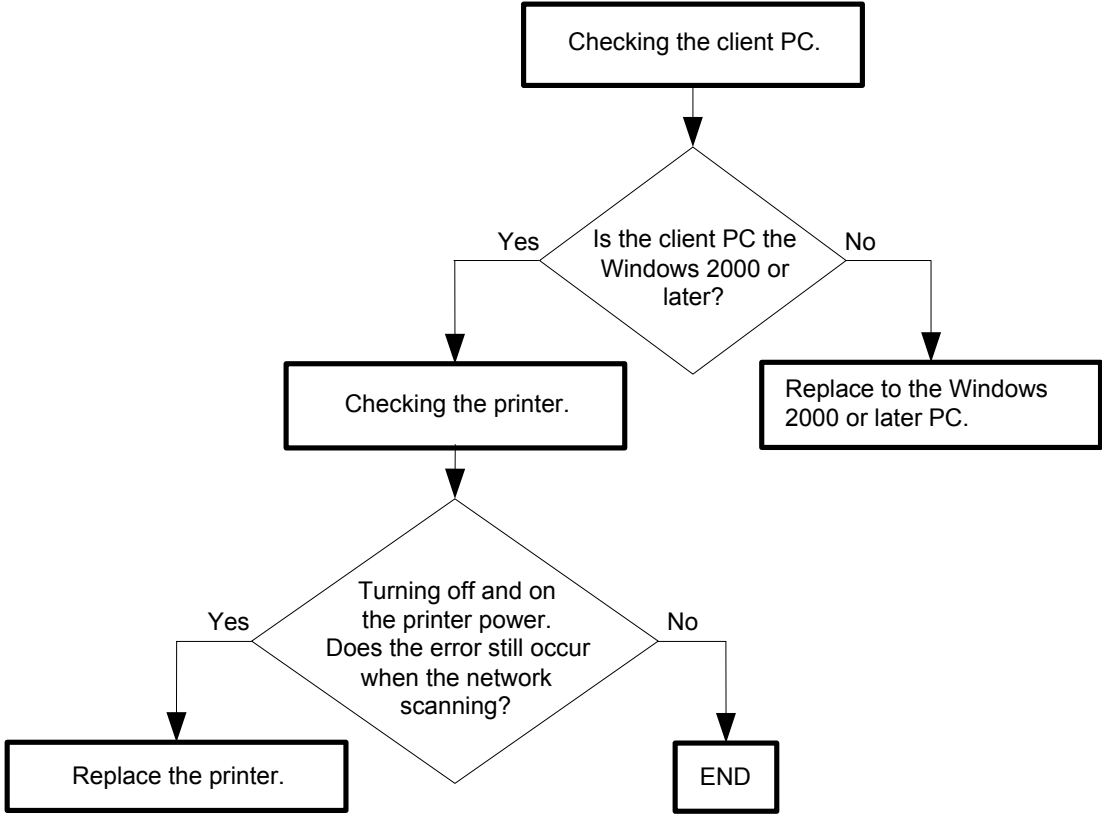 Checking the client PC.
Is the client PC the
Windows 2000 or
later?
Yes
No
Checking the printer.
Replace to the Windows
2000 or later PC.
Turning off and on
the printer power.
Does the error still occur
when the network
scanning?
Yes
No
Replace the printer.
END